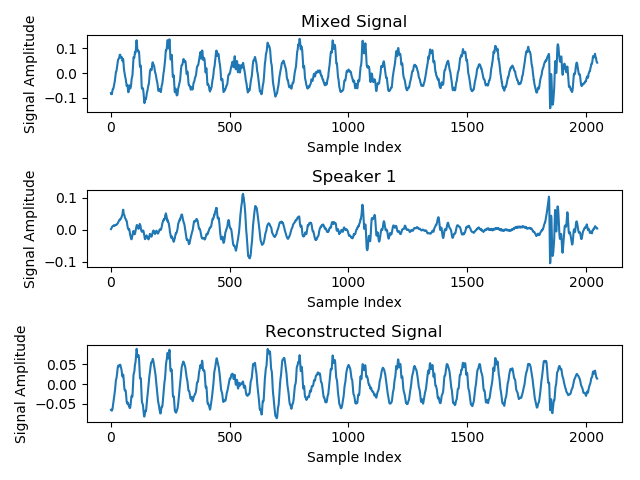 Mixed Signal
Signal Amplitude
0.1
0.0
−0.1
0
500
1000
1500
2000
Sample Index
Speaker 1
Signal Amplitude
0.1
0.0
−0.1
0
500
1000
1500
2000
Sample Index
Reconstructed Signal
Signal Amplitude
0.05
0.00
−0.05
0
500
1000
1500
2000
Sample Index